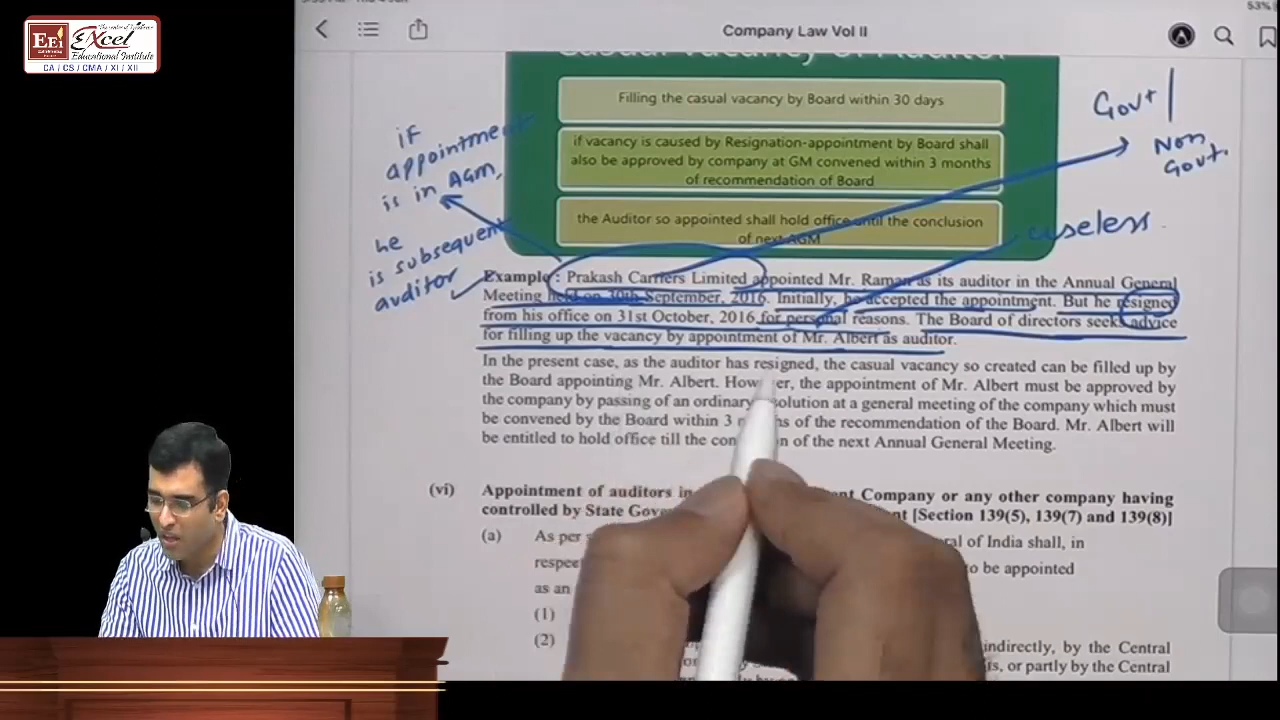 The centre of Excellence
EEi
EXcel
Educational Institute
CA / CS / CMA / XI / XII
53%
Company Law Vol II
Casual Vacancy of Auditor
Filling the casual vacancy by Board within 30 days
if vacancy is caused by Resignation-appointment by Board shall
also be approved by company at GM convened within 3 months
of recommendation of Board
the Auditor so appointed shall hold office until the conclusion
of next AGM
if
appointment
is in AGM,
he
is subsequent
auditor
Govt
Non
Govt.
useless
Example : Prakash Carriers Limited appointed Mr. Raman as its auditor in the Annual General
Meeting held on 30th September, 2016. Initially, he accepted the appointment. But he resigned
from his office on 31st October, 2016 for personal reasons. The Board of directors seeks advice
for filling up the vacancy by appointment of Mr. Albert as auditor.
In the present case, as the auditor has resigned, the casual vacancy so created can be filled up by
the Board appointing Mr. Albert. However, the appointment of Mr. Albert must be approved by
the company by passing of an ordinary solution at a general meeting of the company which must
be convened by the Board within 3 of the recommendation of the Board. Mr. Albert will
be entitled to hold office till the of the next Annual General Meeting.
(vi) Appointment of auditors in Company or any other company having
controlled by State [Section 139(5), 139(7) and 139(8)]
(a) As per of India shall, in
to be appointed
as an
(1)
(2) indirectly, by the Central
or partly by the Central